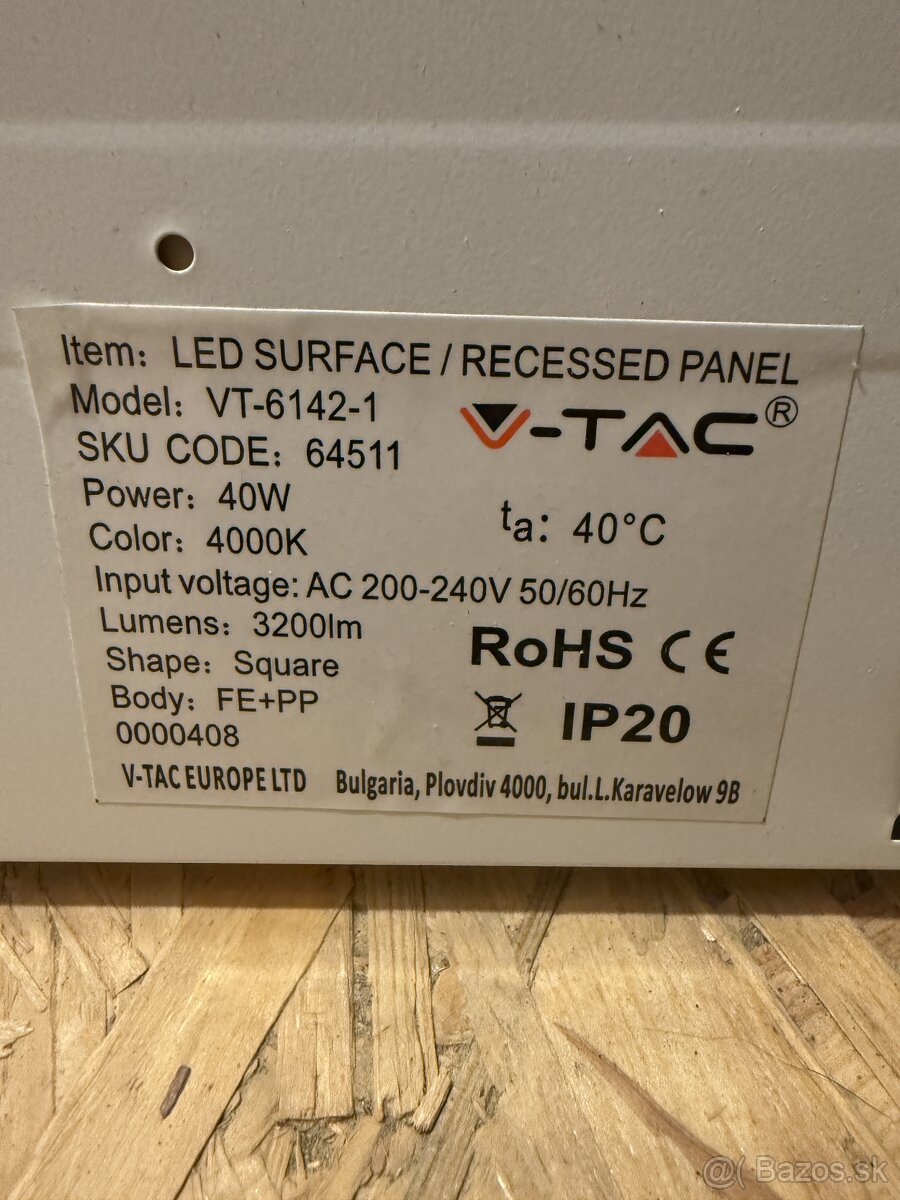 Item: LED SURFACE / RECESSED PANEL
Model: VT-6142-1
V-TAC®
SKU CODE: 64511
Power: 40W
ta: 40°C
Color: 4000K
Input voltage: AC 200-240V 50/60Hz
Lumens: 3200lm
RoHS CE
Shape: Square
Body: FE+PP
IP20
0000408
V-TAC EUROPE LTD Bulgaria, Plovdiv 4000, bul.L.Karavelow 9B
@( Bazos.sk